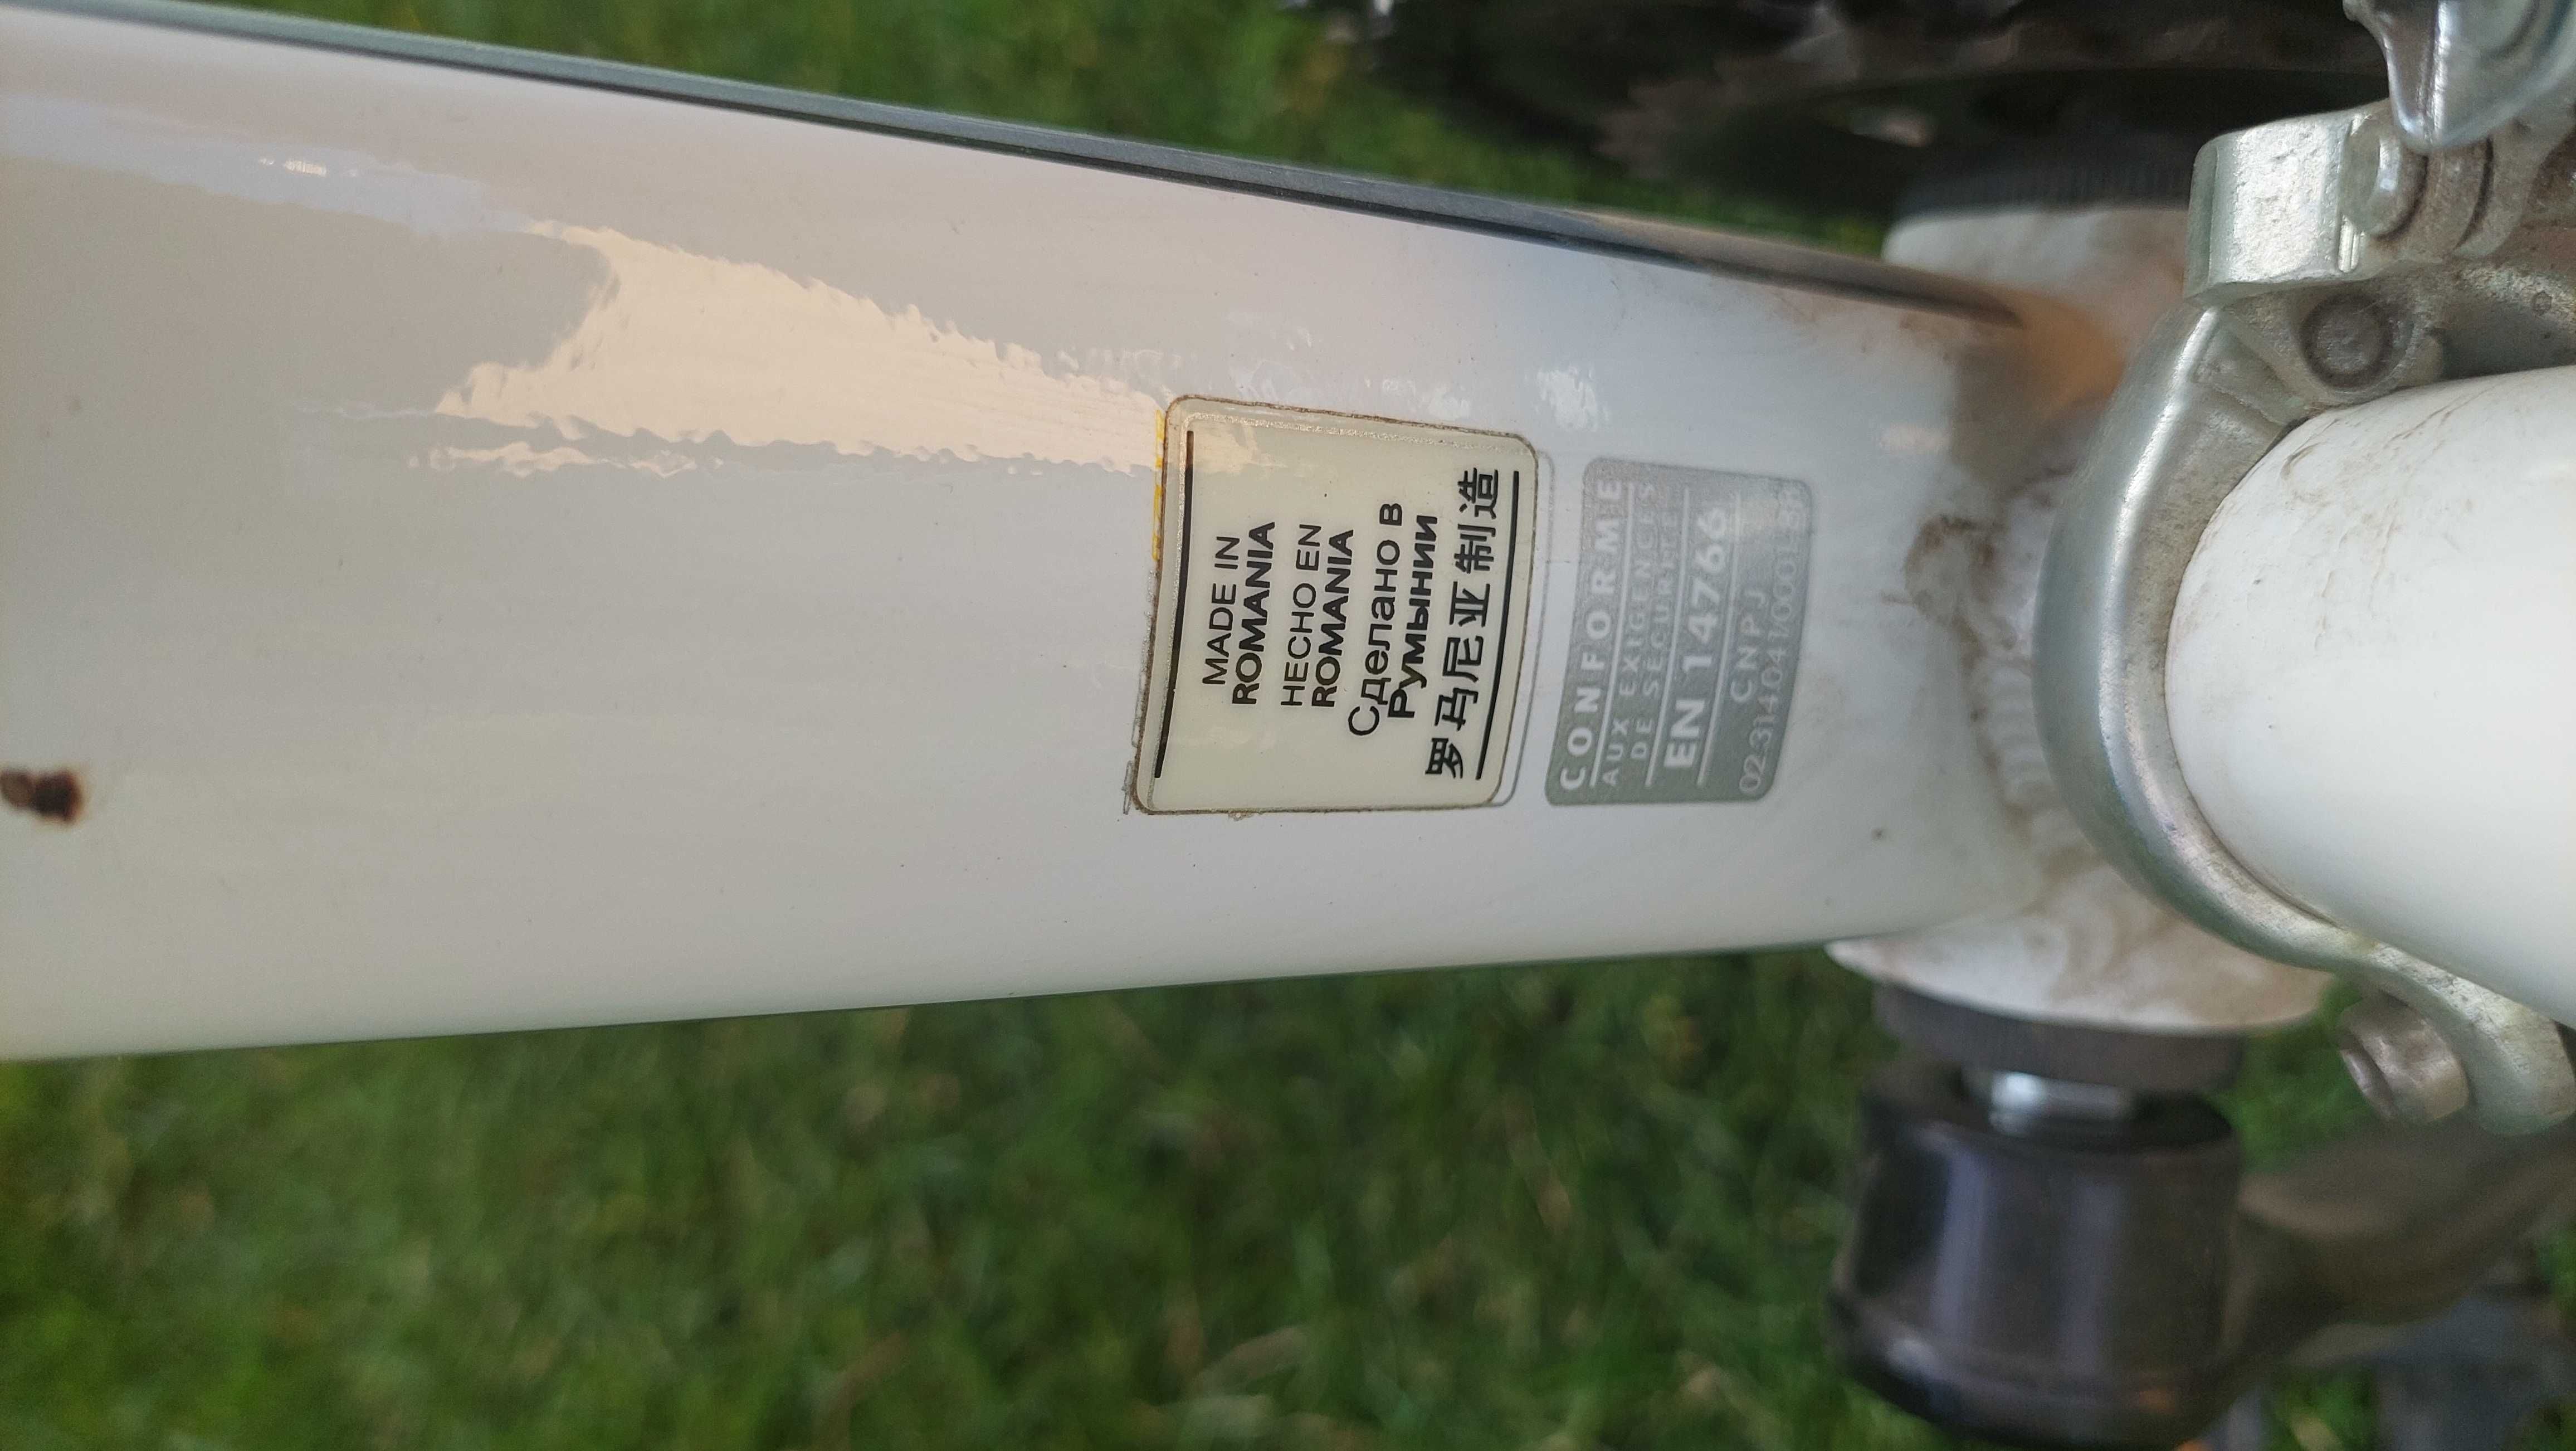 MADE IN
ROMANIA
HECHO EN
ROMANIA
Сделано в
Румынии
罗马尼亚制造
CONFORME
AUX EXIGENCES
DE SÉCURITÉ
EN 14766
CNPJ